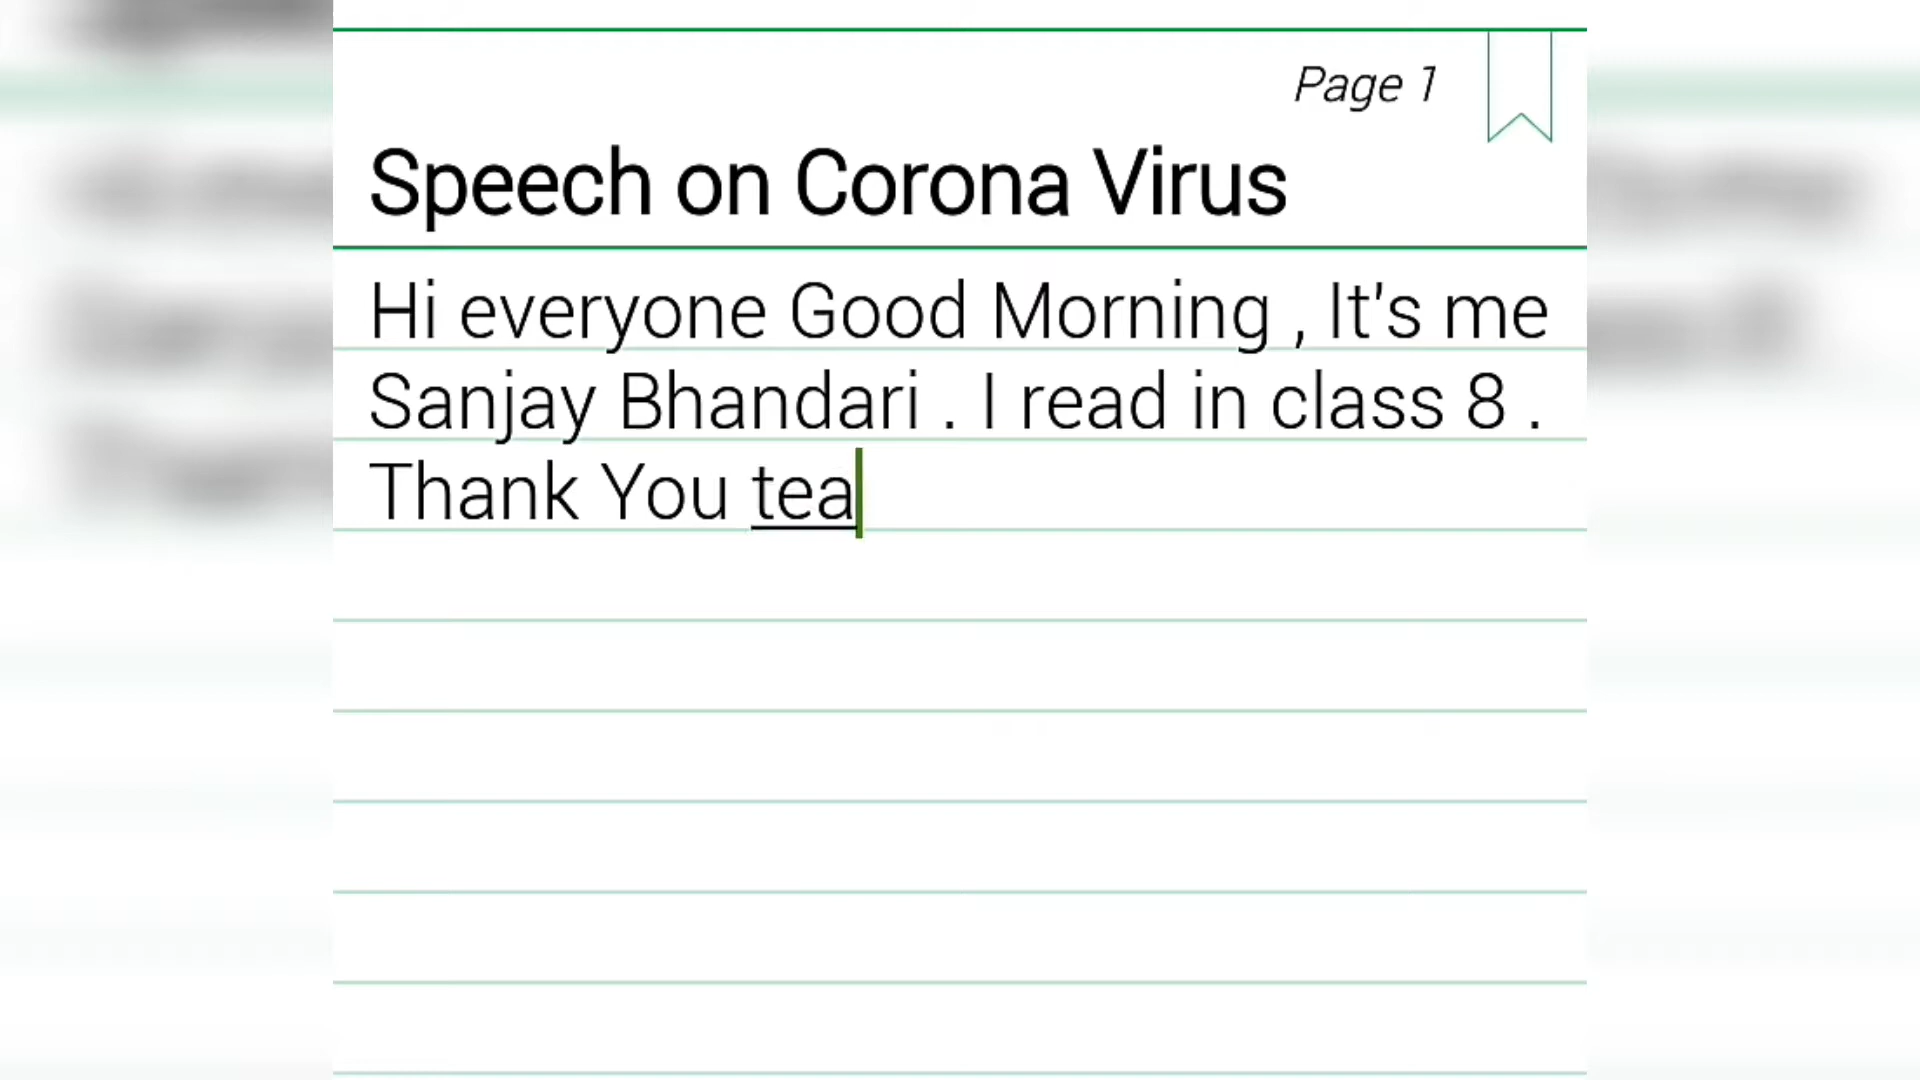 Page 1
Speech on Corona Virus
Hi everyone Good Morning , It's me
Sanjay Bhandari . I read in class 8 .
Thank You tea